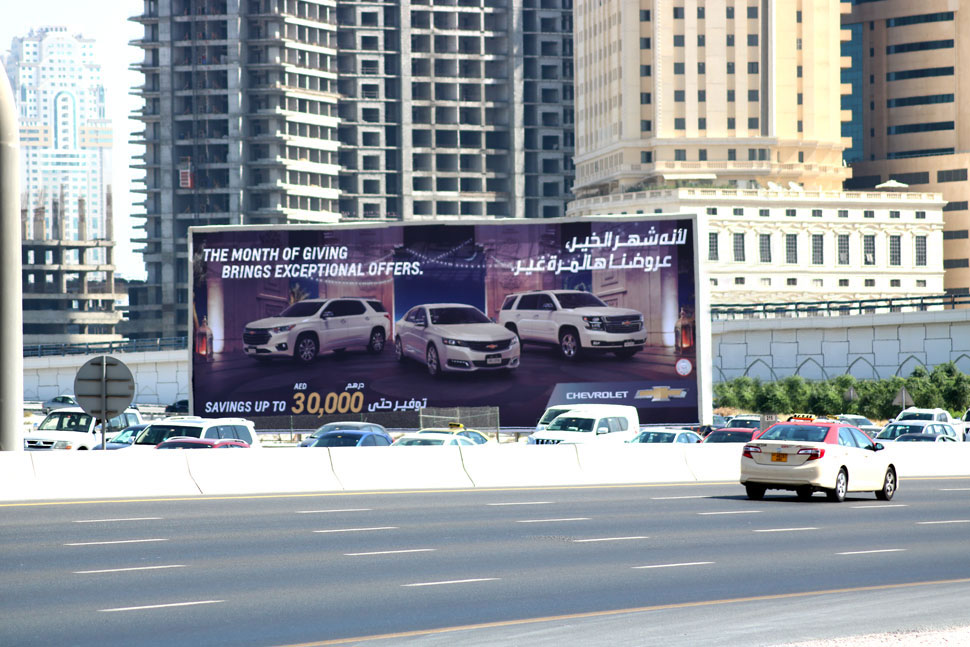 THE MONTH OF GIVING
BRINGS EXCEPTIONAL OFFERS.
لأنه شهر الخير،
عروضنا هالمرة غير.
AED درهم
SAVINGS UP TO 30,000 توفير حتى
CHEVROLET